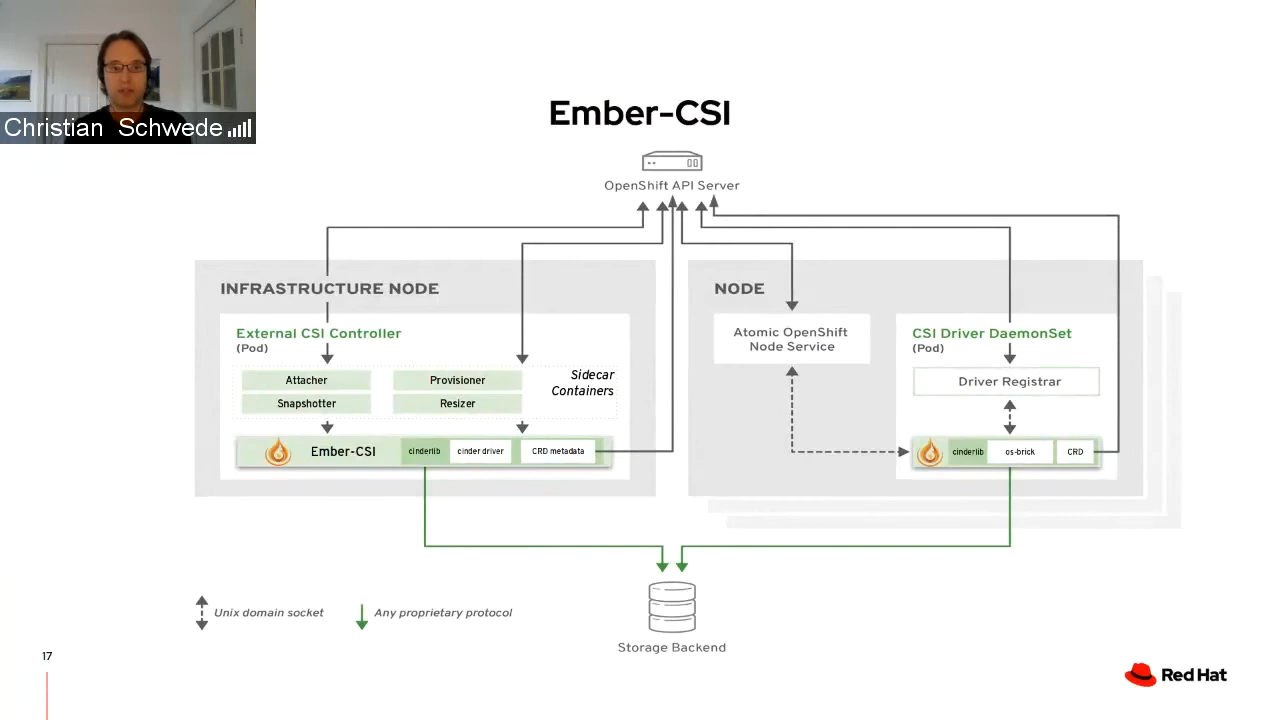 Christian Schwede
Ember-CSI
OpenShift API Server
INFRASTRUCTURE NODE
External CSI Controller
(Pod)
Attacher
Provisioner
Snapshotter
Resizer
Sidecar
Containers
Ember-CSI
cinderlib
cinder driver
CRD metadata
NODE
Atomic OpenShift
Node Service
CSI Driver DaemonSet
(Pod)
Driver Registrar
cinderlib
os-brick
CRD
Unix domain socket
Any proprietary protocol
Storage Backend
17
Red Hat